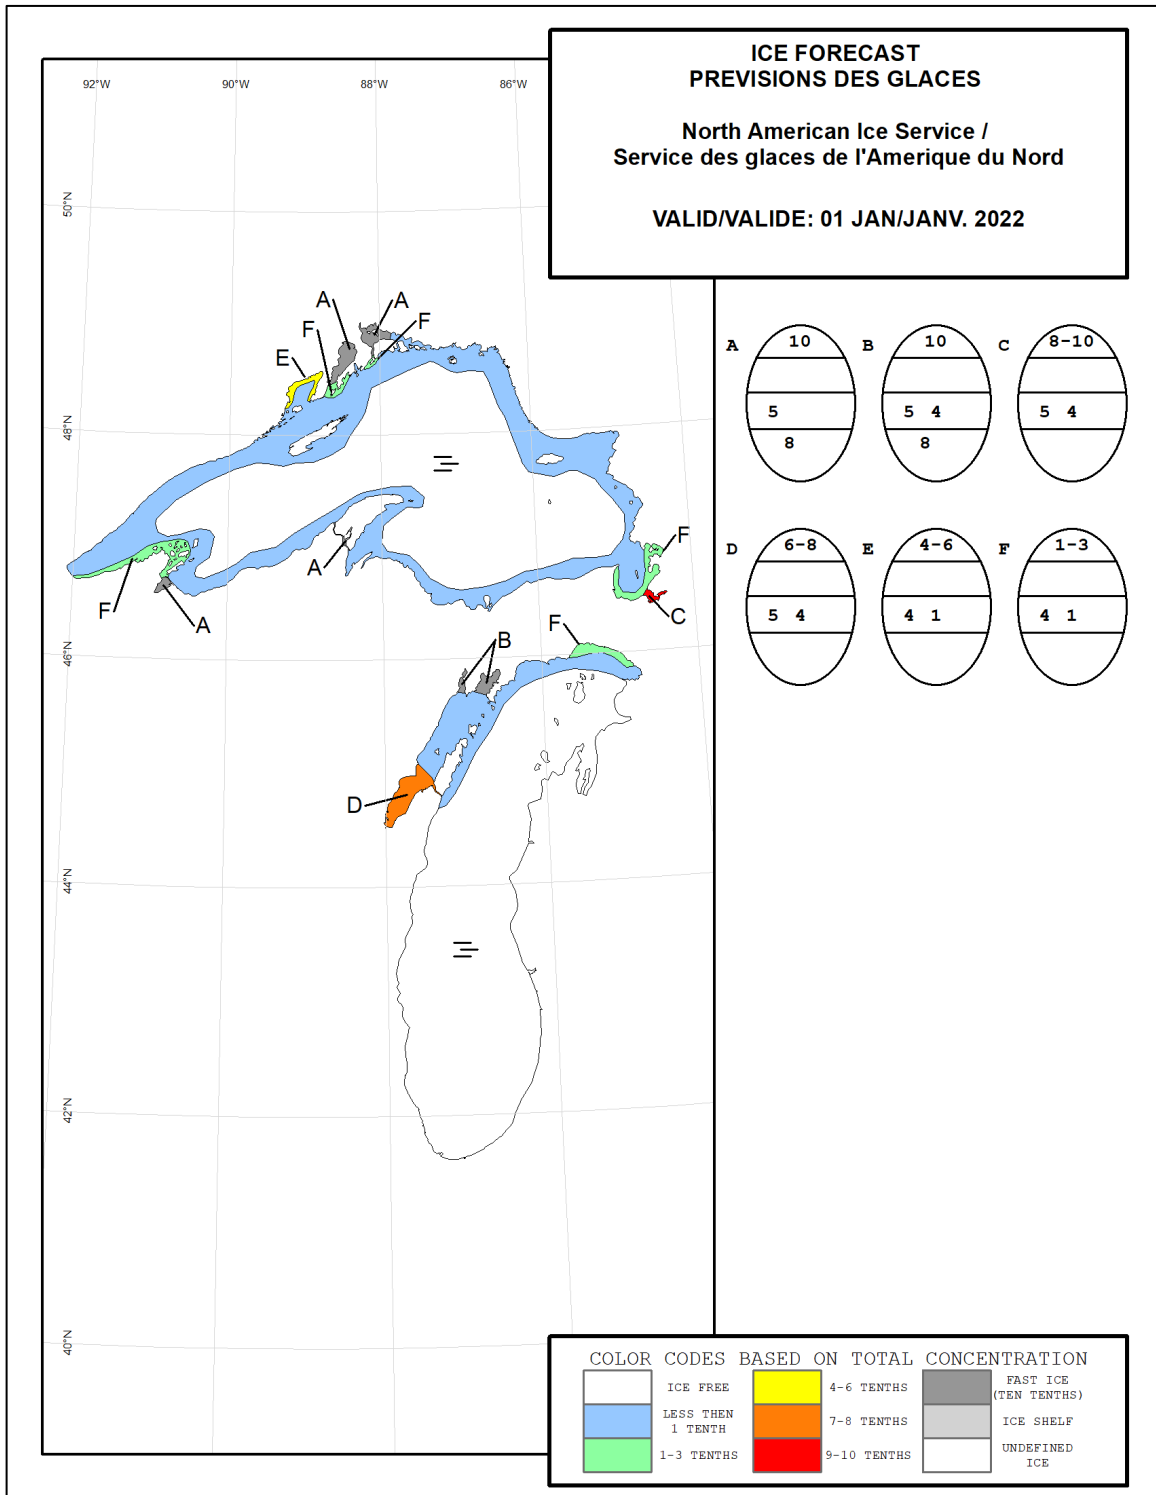 ICE FORECAST
PREVISIONS DES GLACES
North American Ice Service /
Service des glaces de l'Amerique du Nord
VALID/VALIDE: 01 JAN/JANV. 2022
92°W 90°W 88°W 86°W
50°N
48°N
46°N
44°N
42°N
40°N
A A
F F
E
A
F
A
F
C
F
B
D
A 10
5
8
B 10
5 4
8
C 8-10
5 4
D 6-8
5 4
E 4-6
4 1
F 1-3
4 1
COLOR CODES BASED ON TOTAL CONCENTRATION
ICE FREE
LESS THEN
1 TENTH
1-3 TENTHS
4-6 TENTHS
7-8 TENTHS
9-10 TENTHS
FAST ICE
(TEN TENTHS)
ICE SHELF
UNDEFINED
ICE